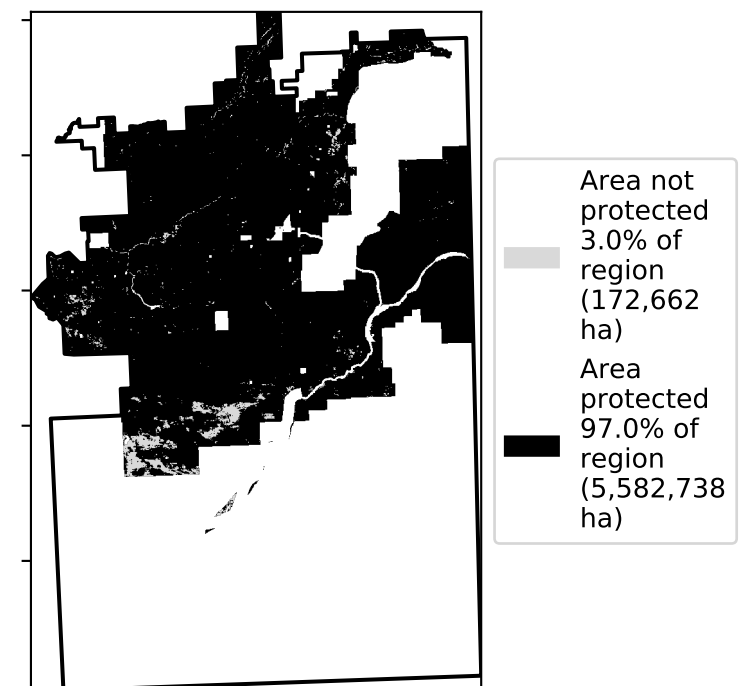 Area not
protected
3.0% of
region
(172,662
ha)
Area
protected
97.0% of
region
(5,582,738
ha)